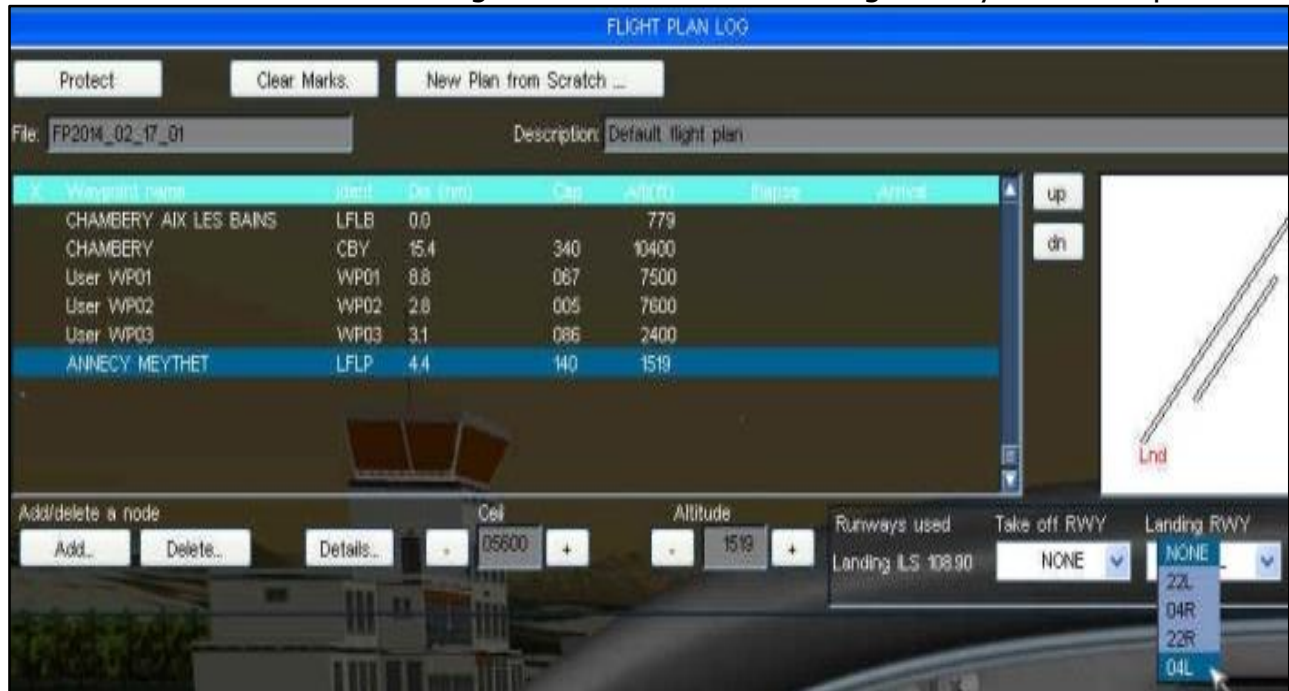 FLIGHT PLAN LOG
Protect Clear Marks. New Plan from Scratch ...
File: FP2014_02_17_01 Description: Default flight plan
X Waypoint name Ident Dis (nm) Cap Alti(ft) Arrival
CHAMBERY AIX LES BAINS LFLB 0.0 779
CHAMBERY CBY 15.4 340 10400
User WP01 WP01 8.8 067 7500
User WP02 WP02 2.8 005 7600
User WP03 WP03 3.1 086 2400
ANNECY MEYTHET LFLP 4.4 140 1519
up
dn
Lnd
Add/delete a node Ceil Altitude
Add... Delete... Details... - 05600 + - 1519 +
Runways used Take off RWY Landing RWY
Landing ILS 108.90 NONE NONE
22L
04R
22R
04L